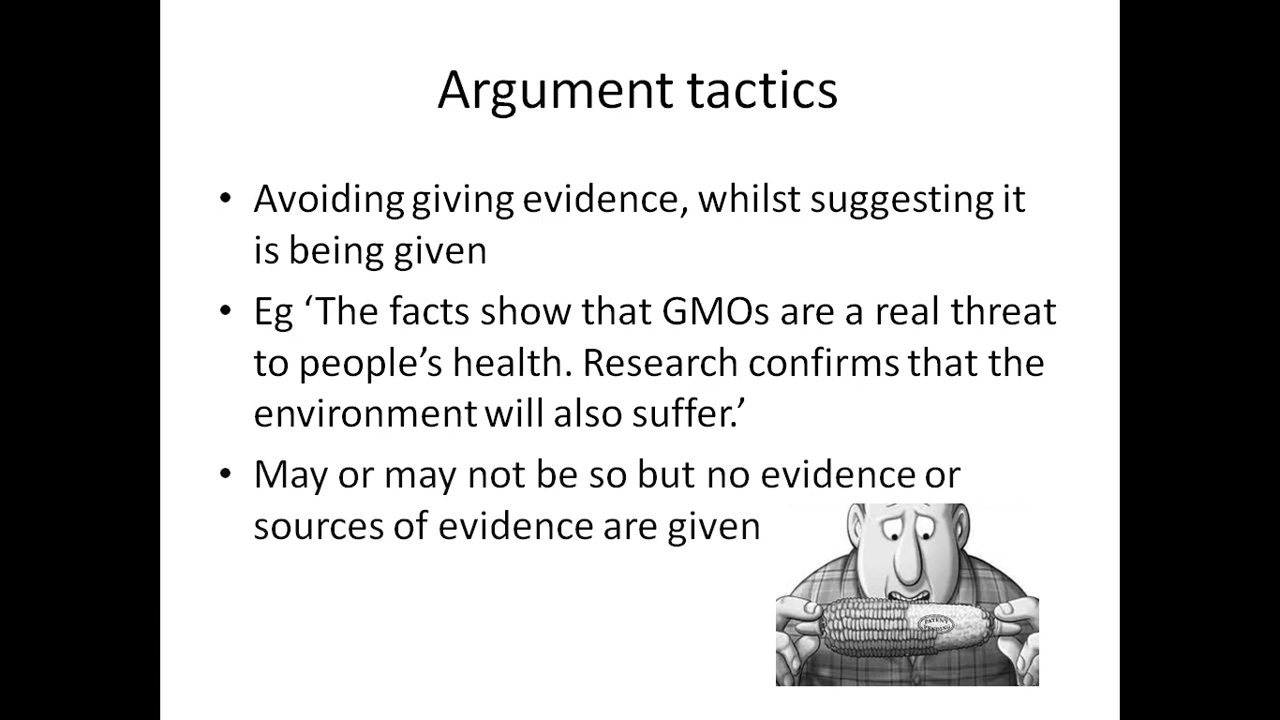 Argument tactics
• Avoiding giving evidence, whilst suggesting it
is being given
• Eg ‘The facts show that GMOs are a real threat
to people’s health. Research confirms that the
environment will also suffer.’
• May or may not be so but no evidence or
sources of evidence are given
PATENT
PENDING